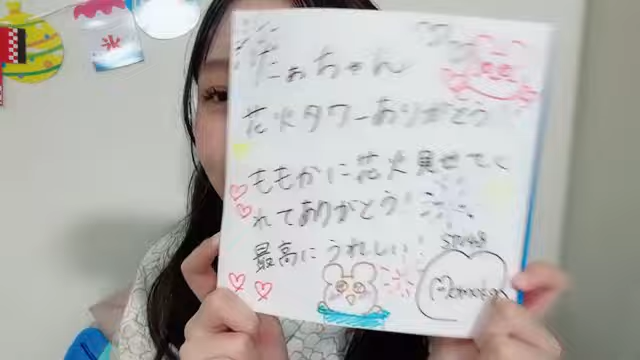 だぁちゃん
花火タワーありがとう
ももかに花火見せてく
れてありがとう!
最高にうれしい!
STU48
Momoka